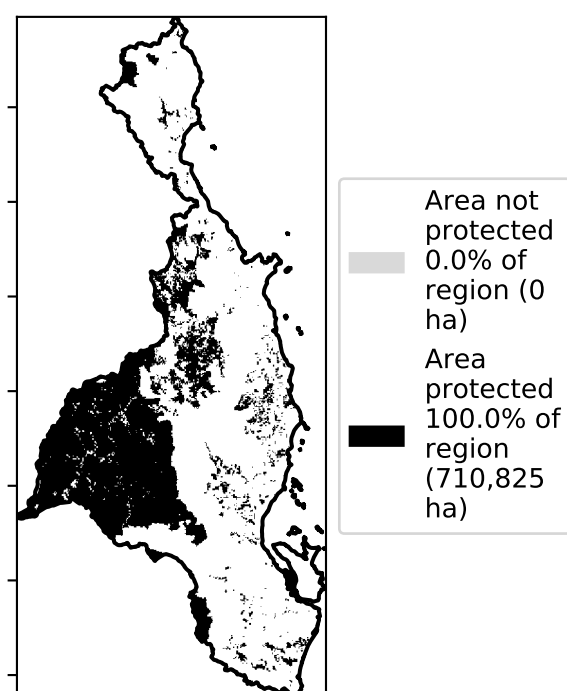 Area not
protected
0.0% of
region (0
ha)
Area
protected
100.0% of
region
(710,825
ha)